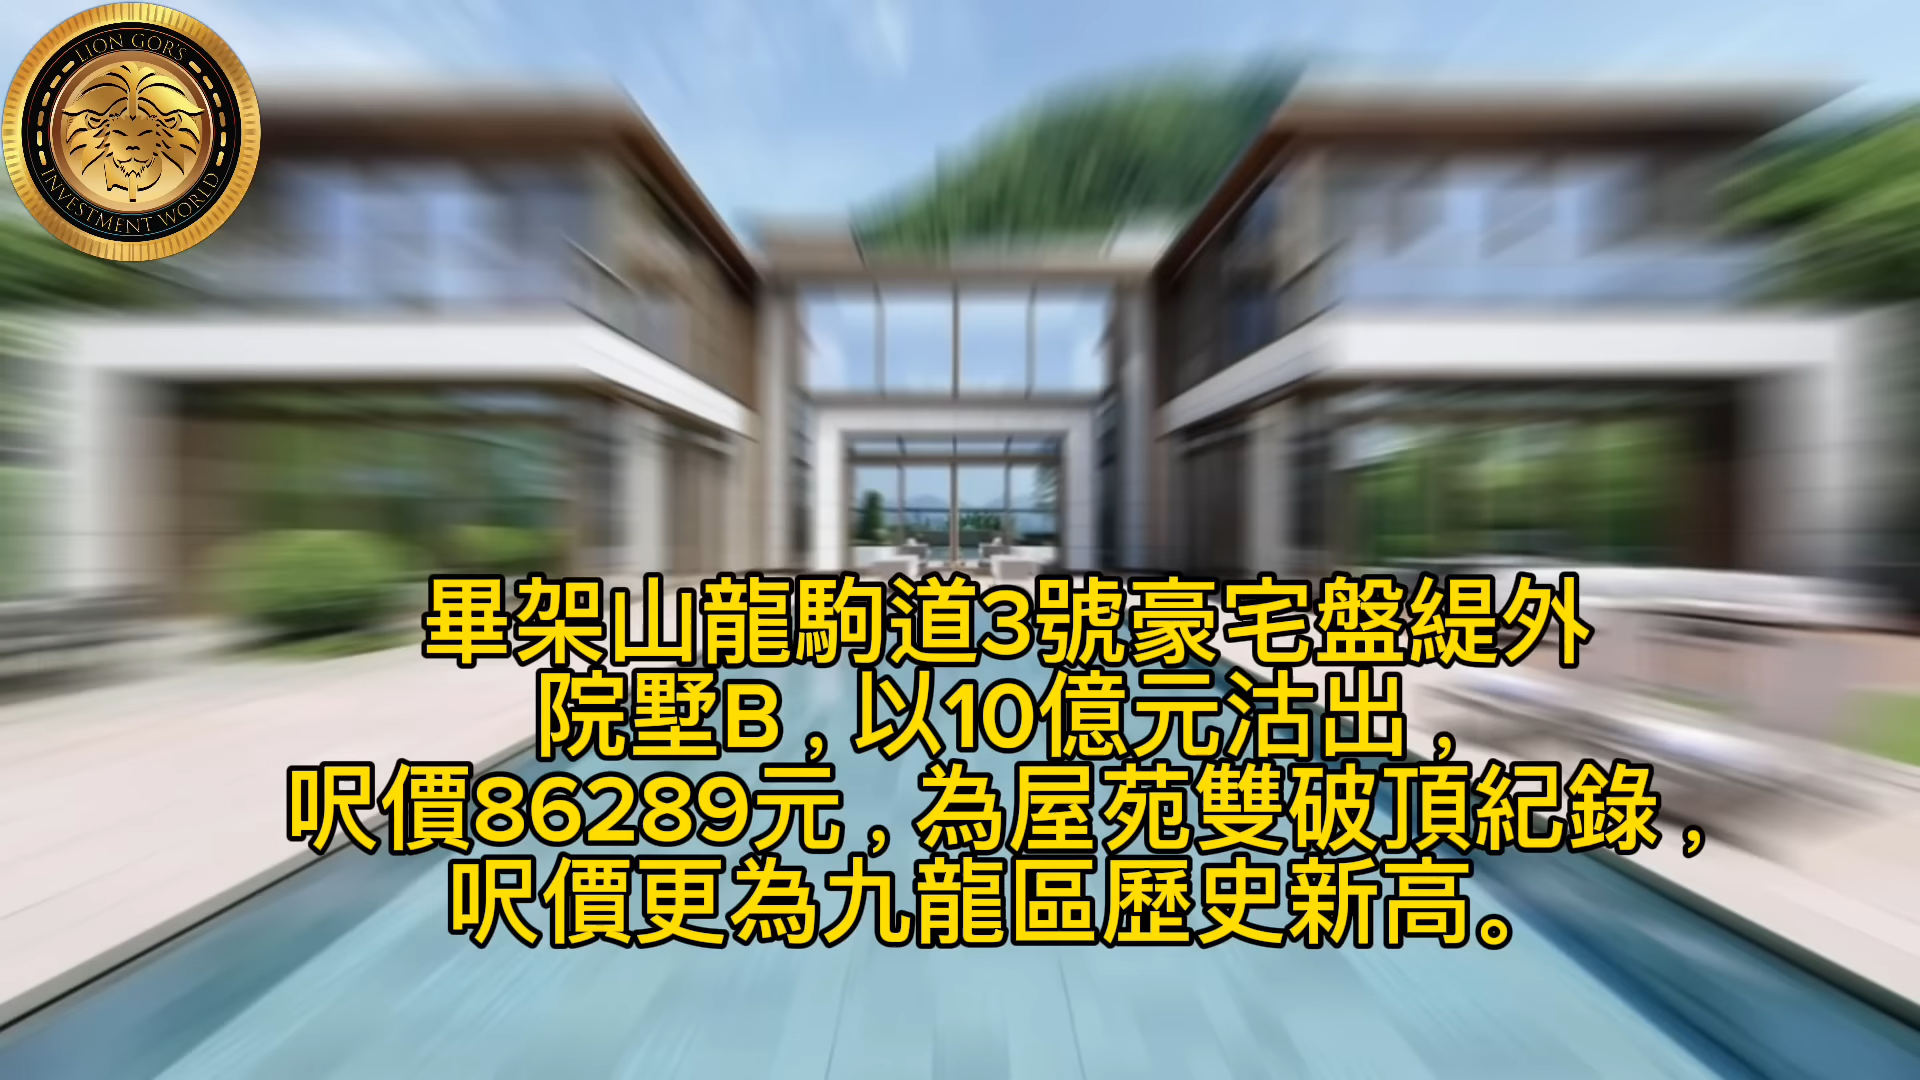 LION GOR'S
INVESTMENT WORLD
畢架山龍駒道3號豪宅盤緹外
院墅B,以10億元沽出,
呎價86289元,為屋苑雙破頂紀錄,
呎價更為九龍區歷史新高。